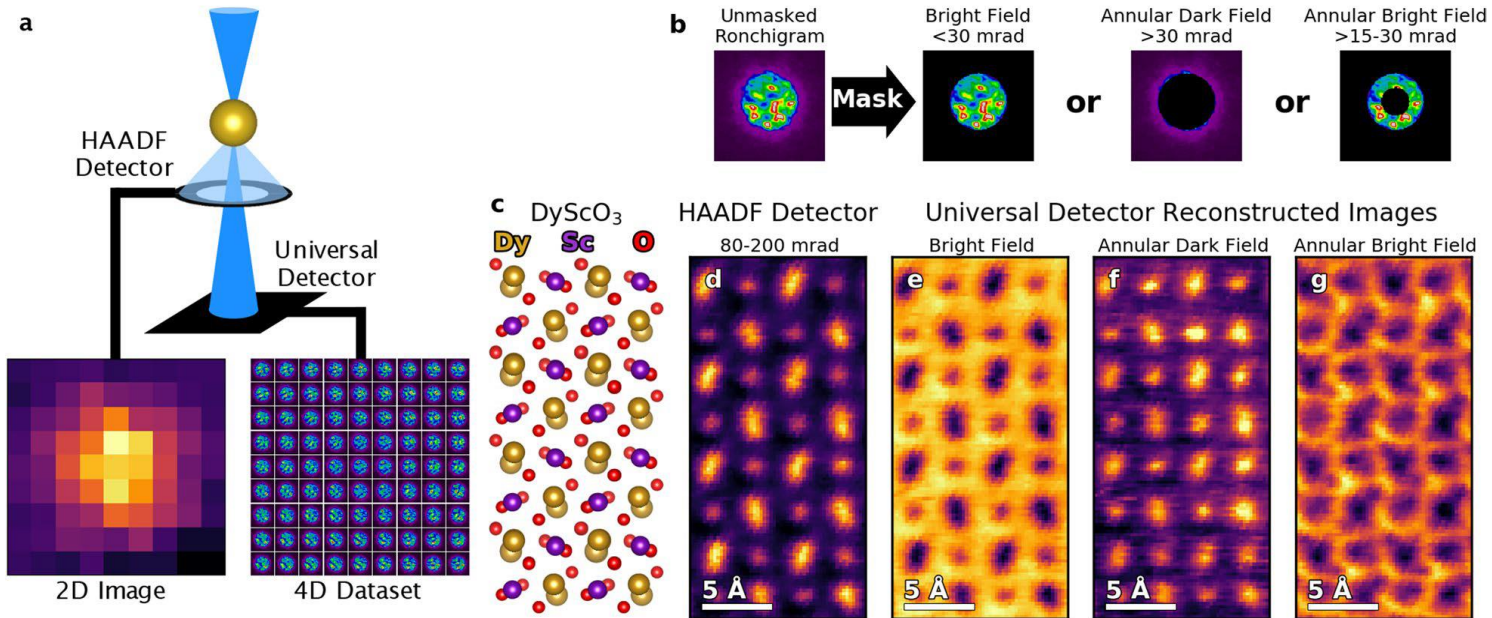 a
HAADF
Detector
Universal
Detector
2D Image
4D Dataset
b
Unmasked
Ronchigram
Mask
Bright Field
<30 mrad
or
Annular Dark Field
>30 mrad
or
Annular Bright Field
>15-30 mrad
c
DyScO₃
Dy
Sc
O
HAADF Detector
80-200 mrad
Universal Detector Reconstructed Images
Bright Field
Annular Dark Field
Annular Bright Field
d
e
f
g
5 Å
5 Å
5 Å
5 Å